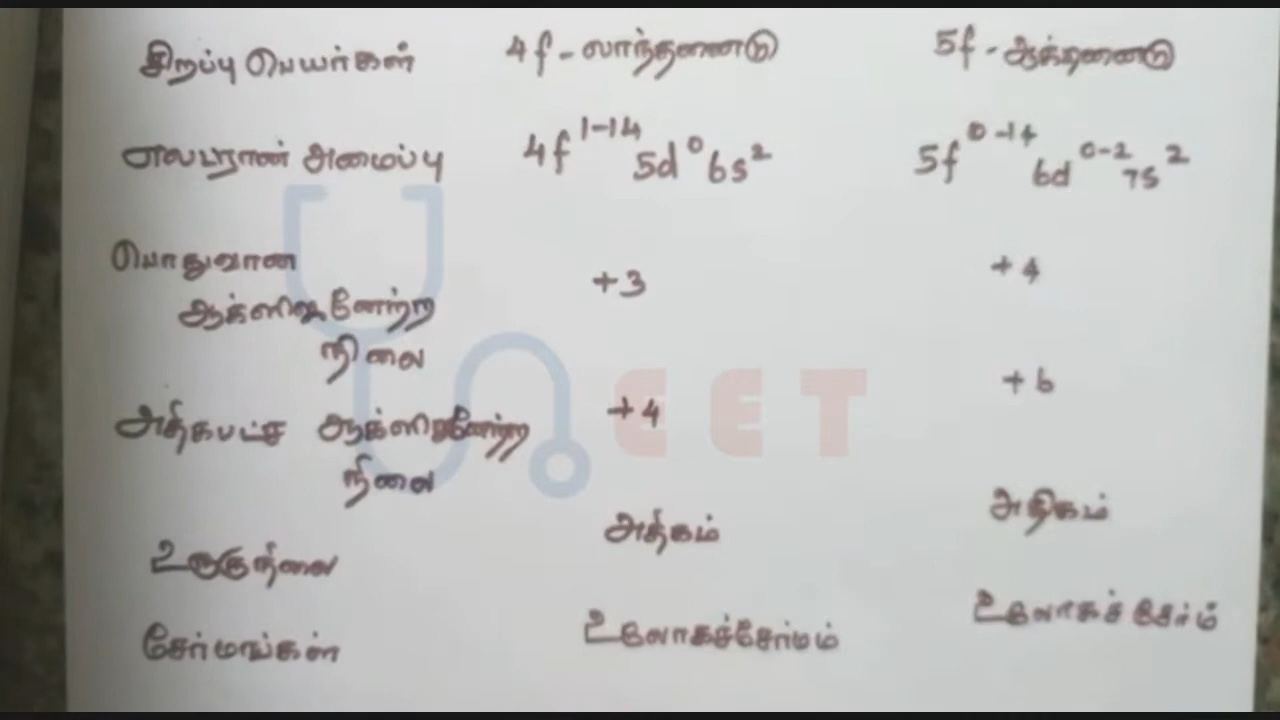 சிறப்பு பெயர்கள் 4f - லாந்தனைடு 5f - ஆக்டினைடு
எலட்ரான் அமைப்பு 4f¹⁻¹⁴ 5d⁰ 6s² 5f⁰⁻¹⁴ 6d⁰⁻² 7s²
பொதுவான
ஆக்ஸிஜனேற்ற +3 +4
நிலை
அதிகபட்ச ஆக்ஸிஜனேற்ற +4 +6
நிலை
உருகுநிலை அதிகம் அதிகம்
சேர்மங்கள் உலோகச்சேர்மம் உலோகச் சேர்ம்
EET